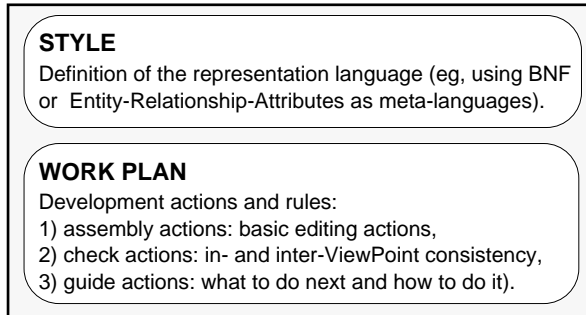 STYLE
Definition of the representation language (eg, using BNF
or Entity-Relationship-Attributes as meta-languages).
WORK PLAN
Development actions and rules:
1) assembly actions: basic editing actions,
2) check actions: in- and inter-ViewPoint consistency,
3) guide actions: what to do next and how to do it).